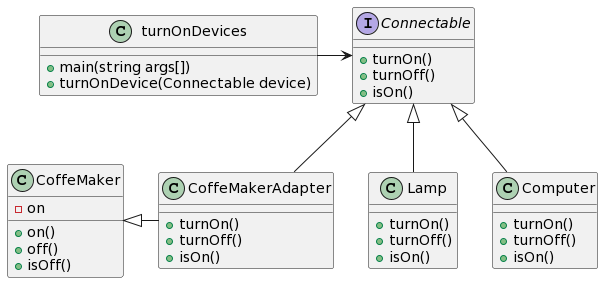 C turnOnDevices
main(string args[])
turnOnDevice(Connectable device)
I Connectable
turnOn()
turnOff()
isOn()
C CoffeMaker
on
on()
off()
isOff()
C CoffeMakerAdapter
turnOn()
turnOff()
isOn()
C Lamp
turnOn()
turnOff()
isOn()
C Computer
turnOn()
turnOff()
isOn()